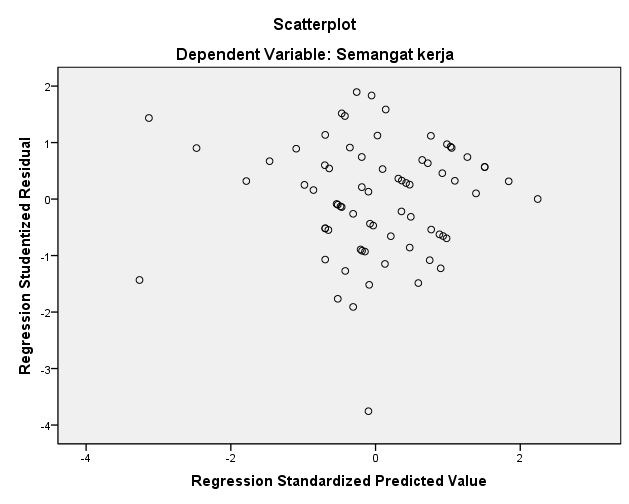 Scatterplot
Dependent Variable: Semangat kerja
Regression Studentized Residual
2
1
0
-1
-2
-3
-4
-4
-2
0
2
Regression Standardized Predicted Value